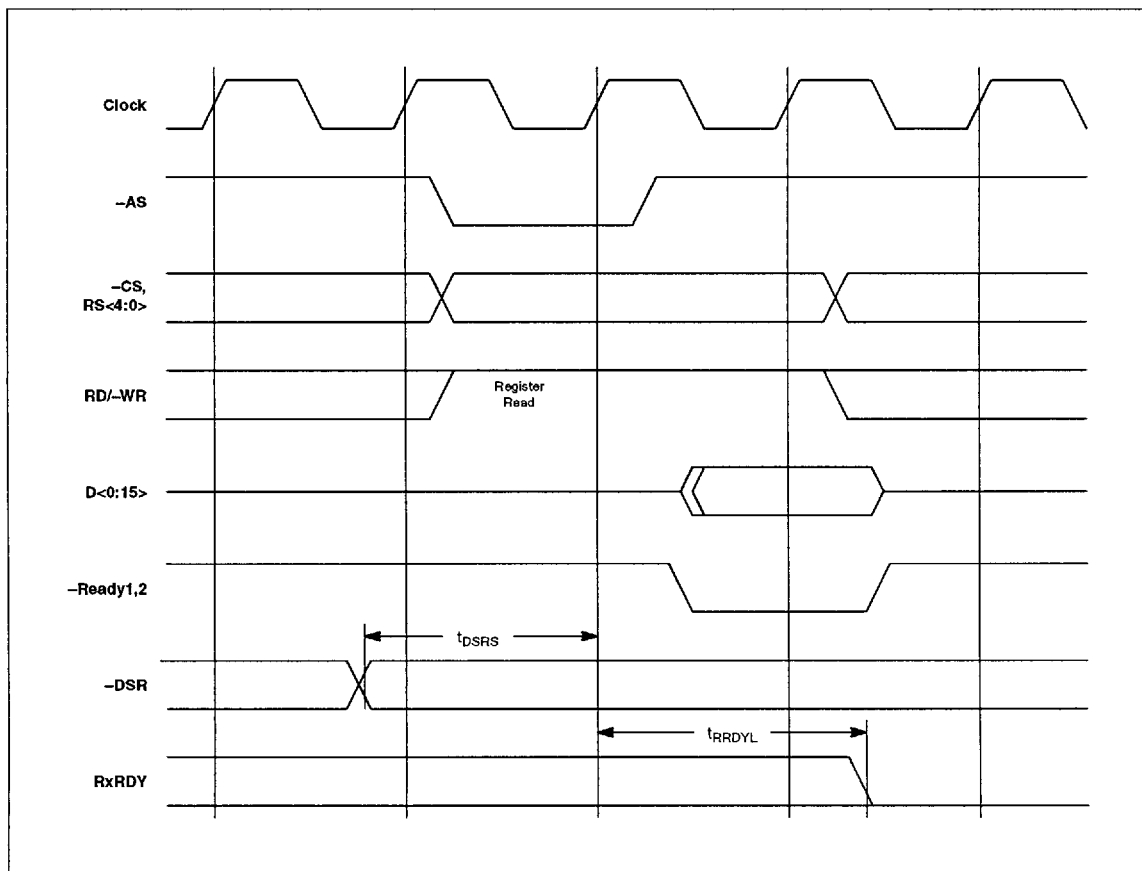 Clock
–AS
–CS,
RS<4:0>
RD/–WR
Register
Read
D<0:15>
–Ready1,2
tDSRS
–DSR
tRRDYL
RxRDY